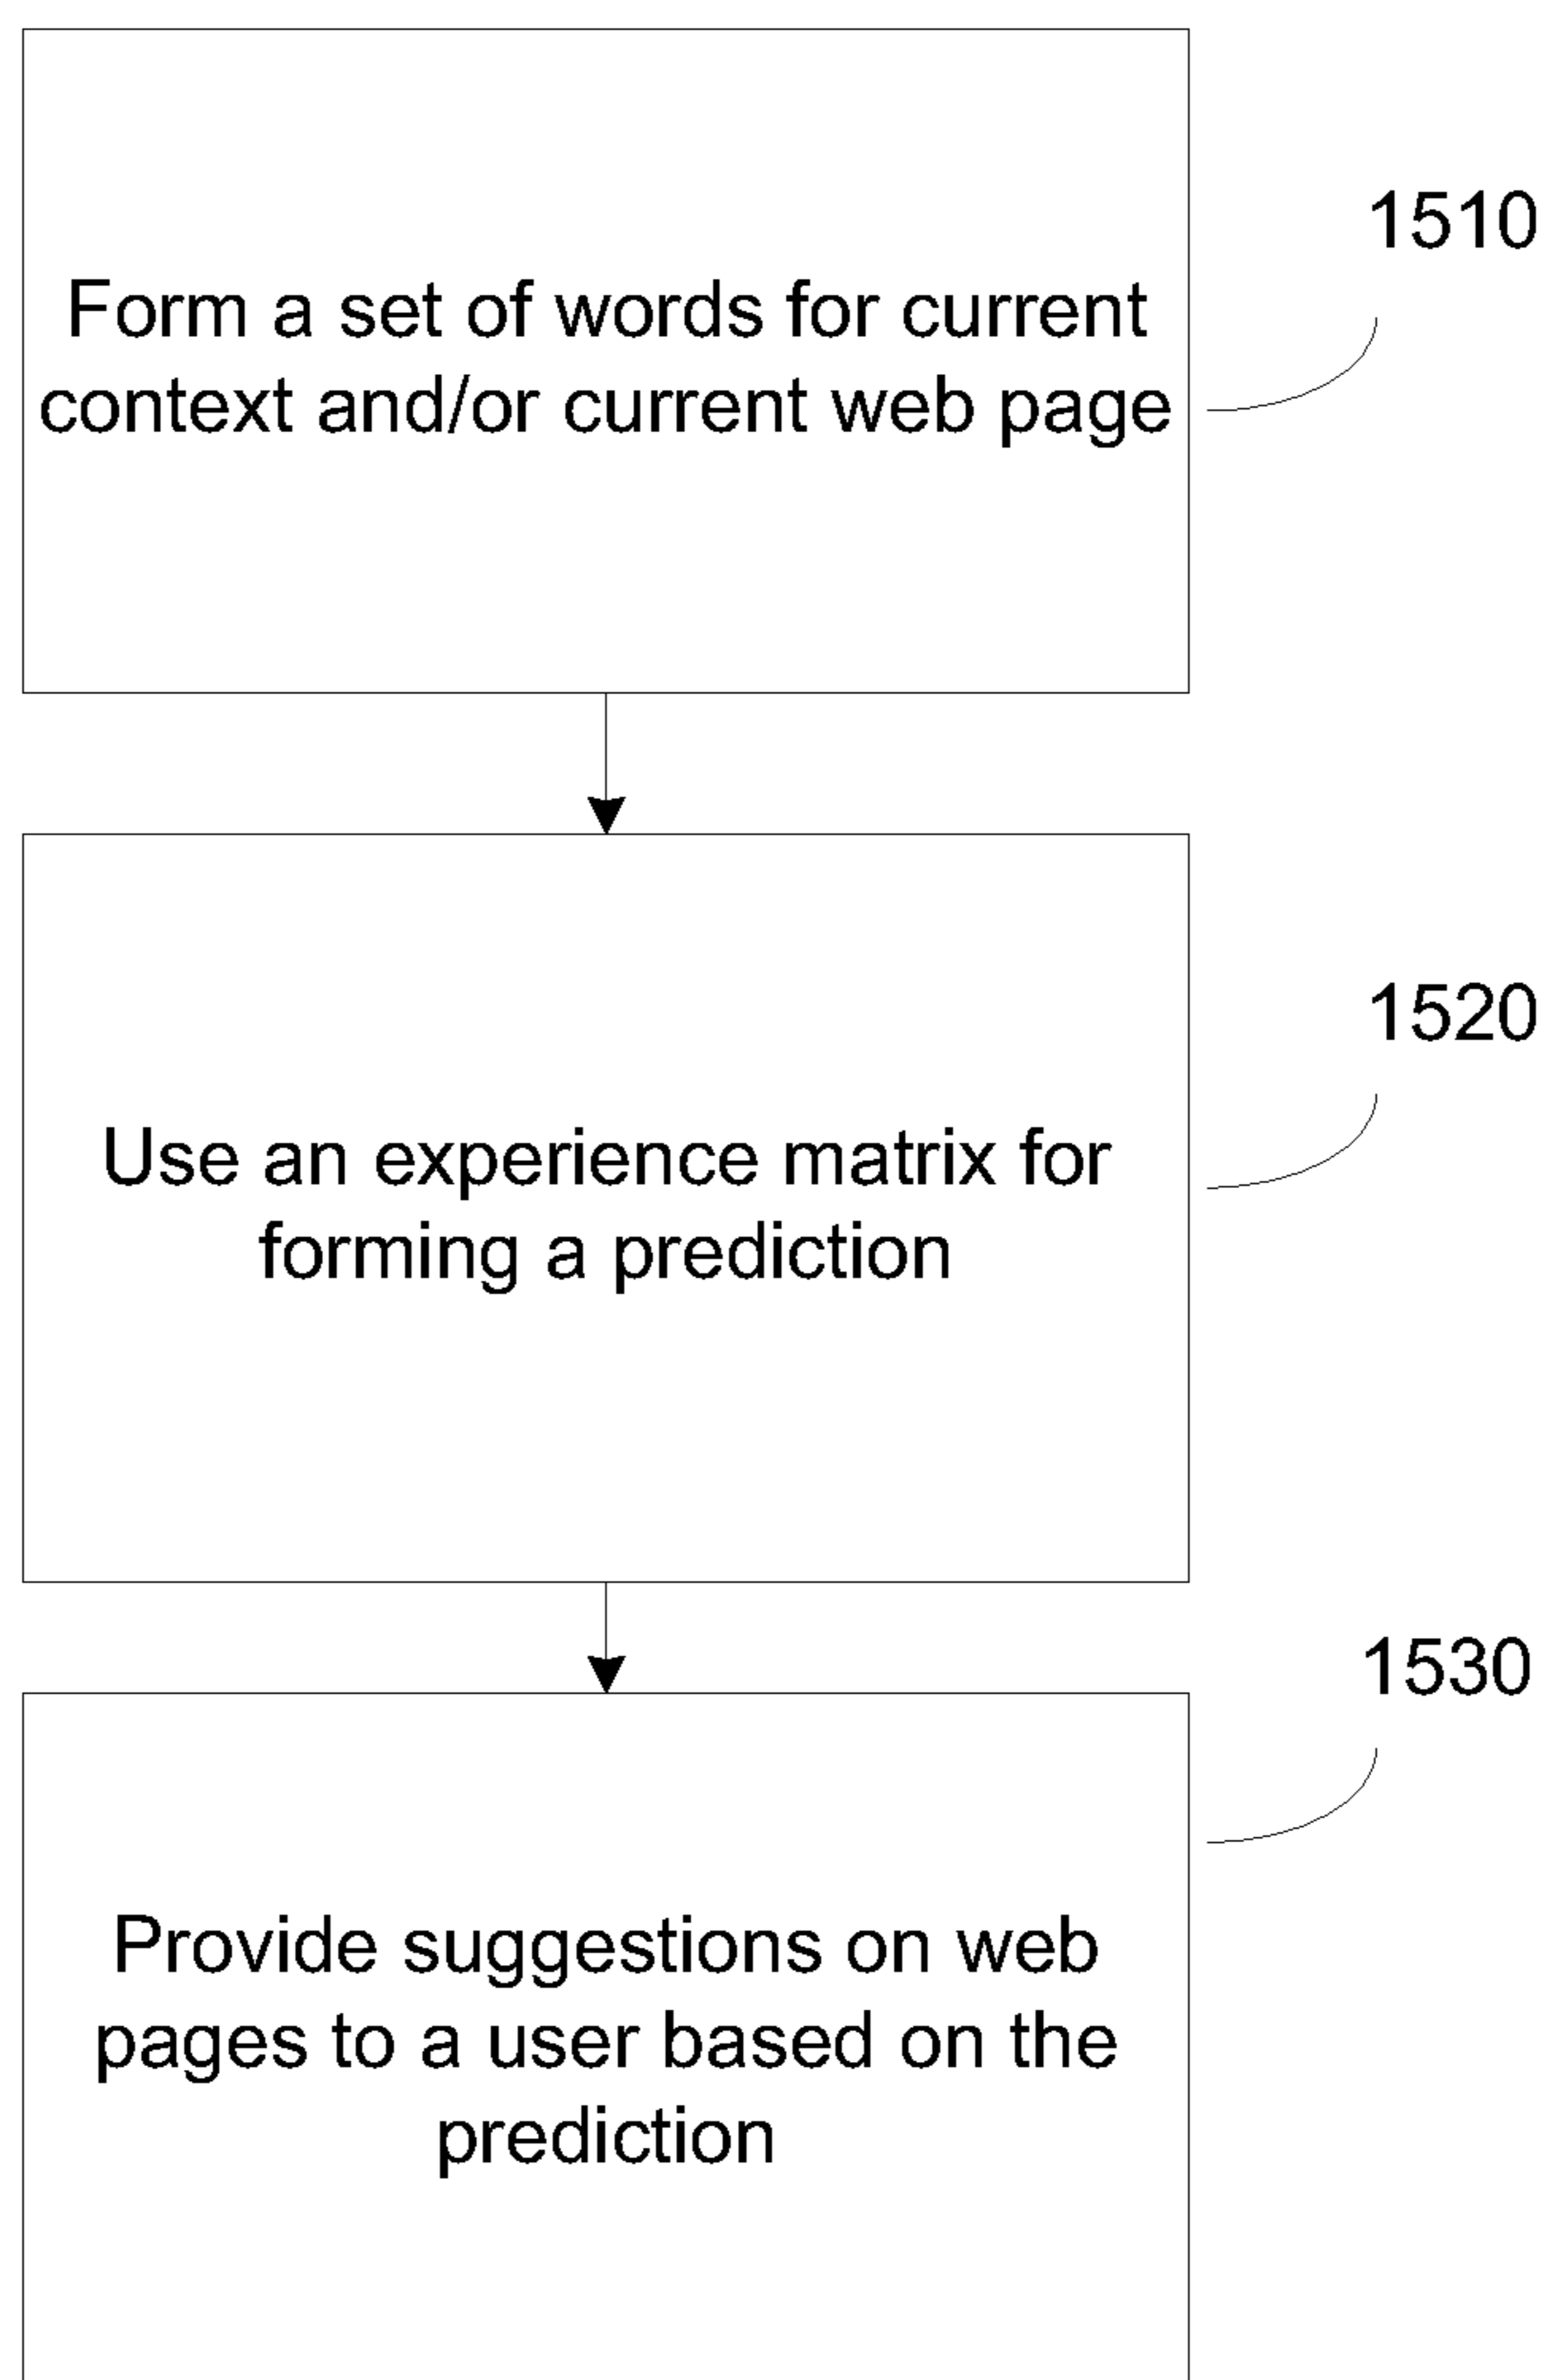 1510
Form a set of words for current
context and/or current web page
1520
Use an experience matrix for
forming a prediction
1530
Provide suggestions on web
pages to a user based on the
prediction